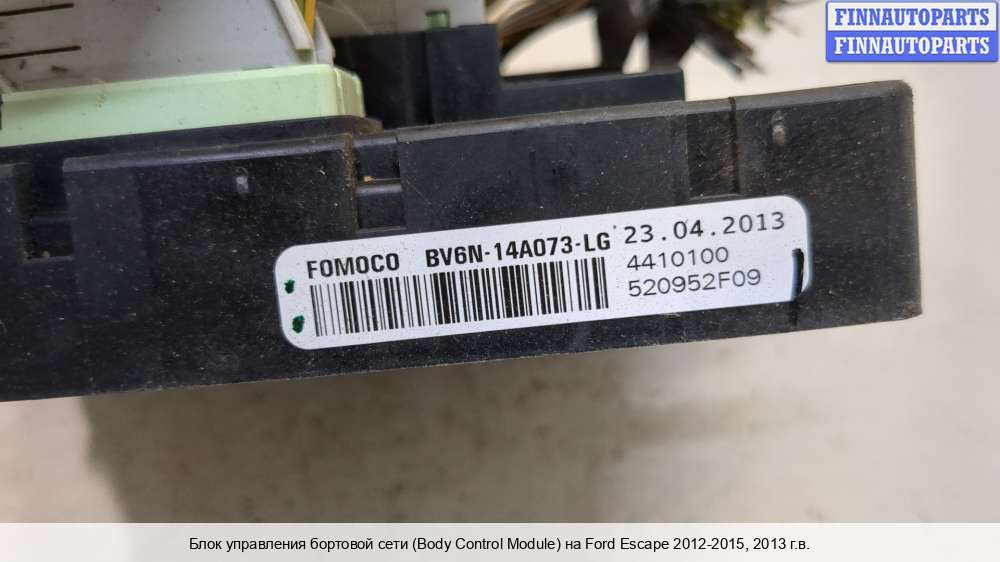 FINNAUTOPARTS
FINNAUTOPARTS
FOMOCO BV6N-14A073-LG 23.04.2013
4410100
520952F09
Блок управления бортовой сети (Body Control Module) на Ford Escape 2012-2015, 2013 г.в.